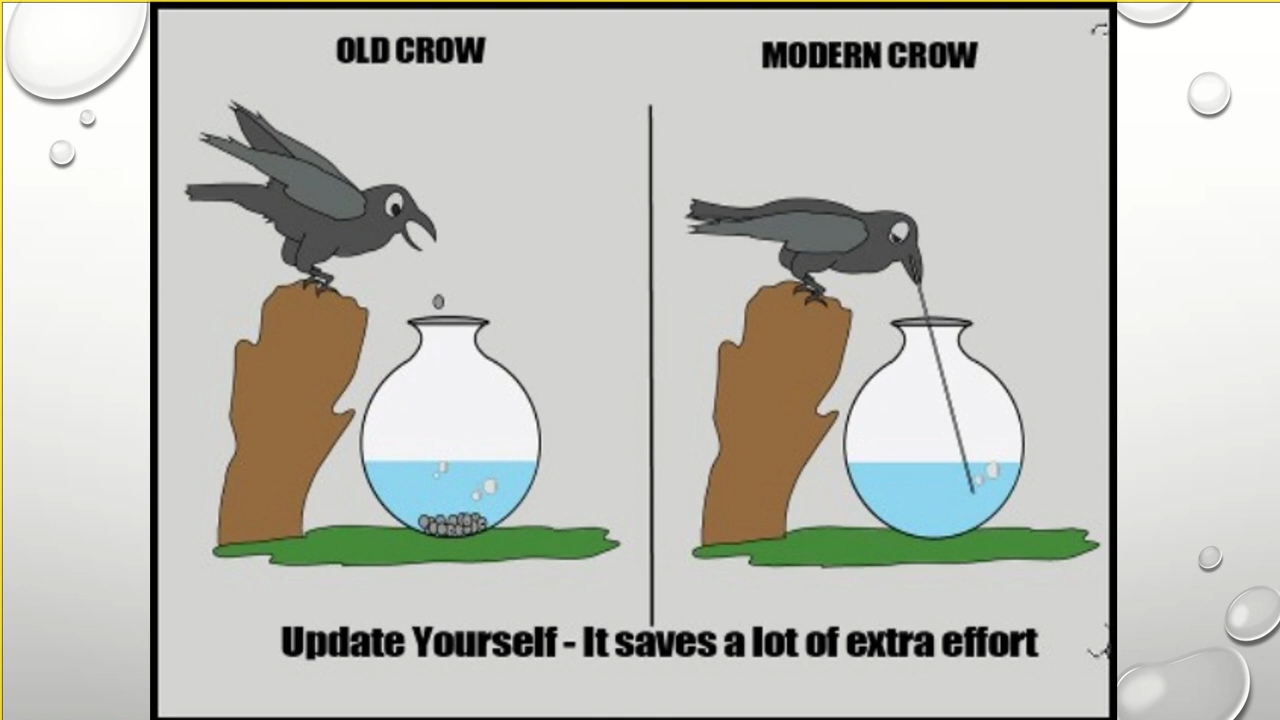 OLD CROW
MODERN CROW
Update Yourself - It saves a lot of extra effort